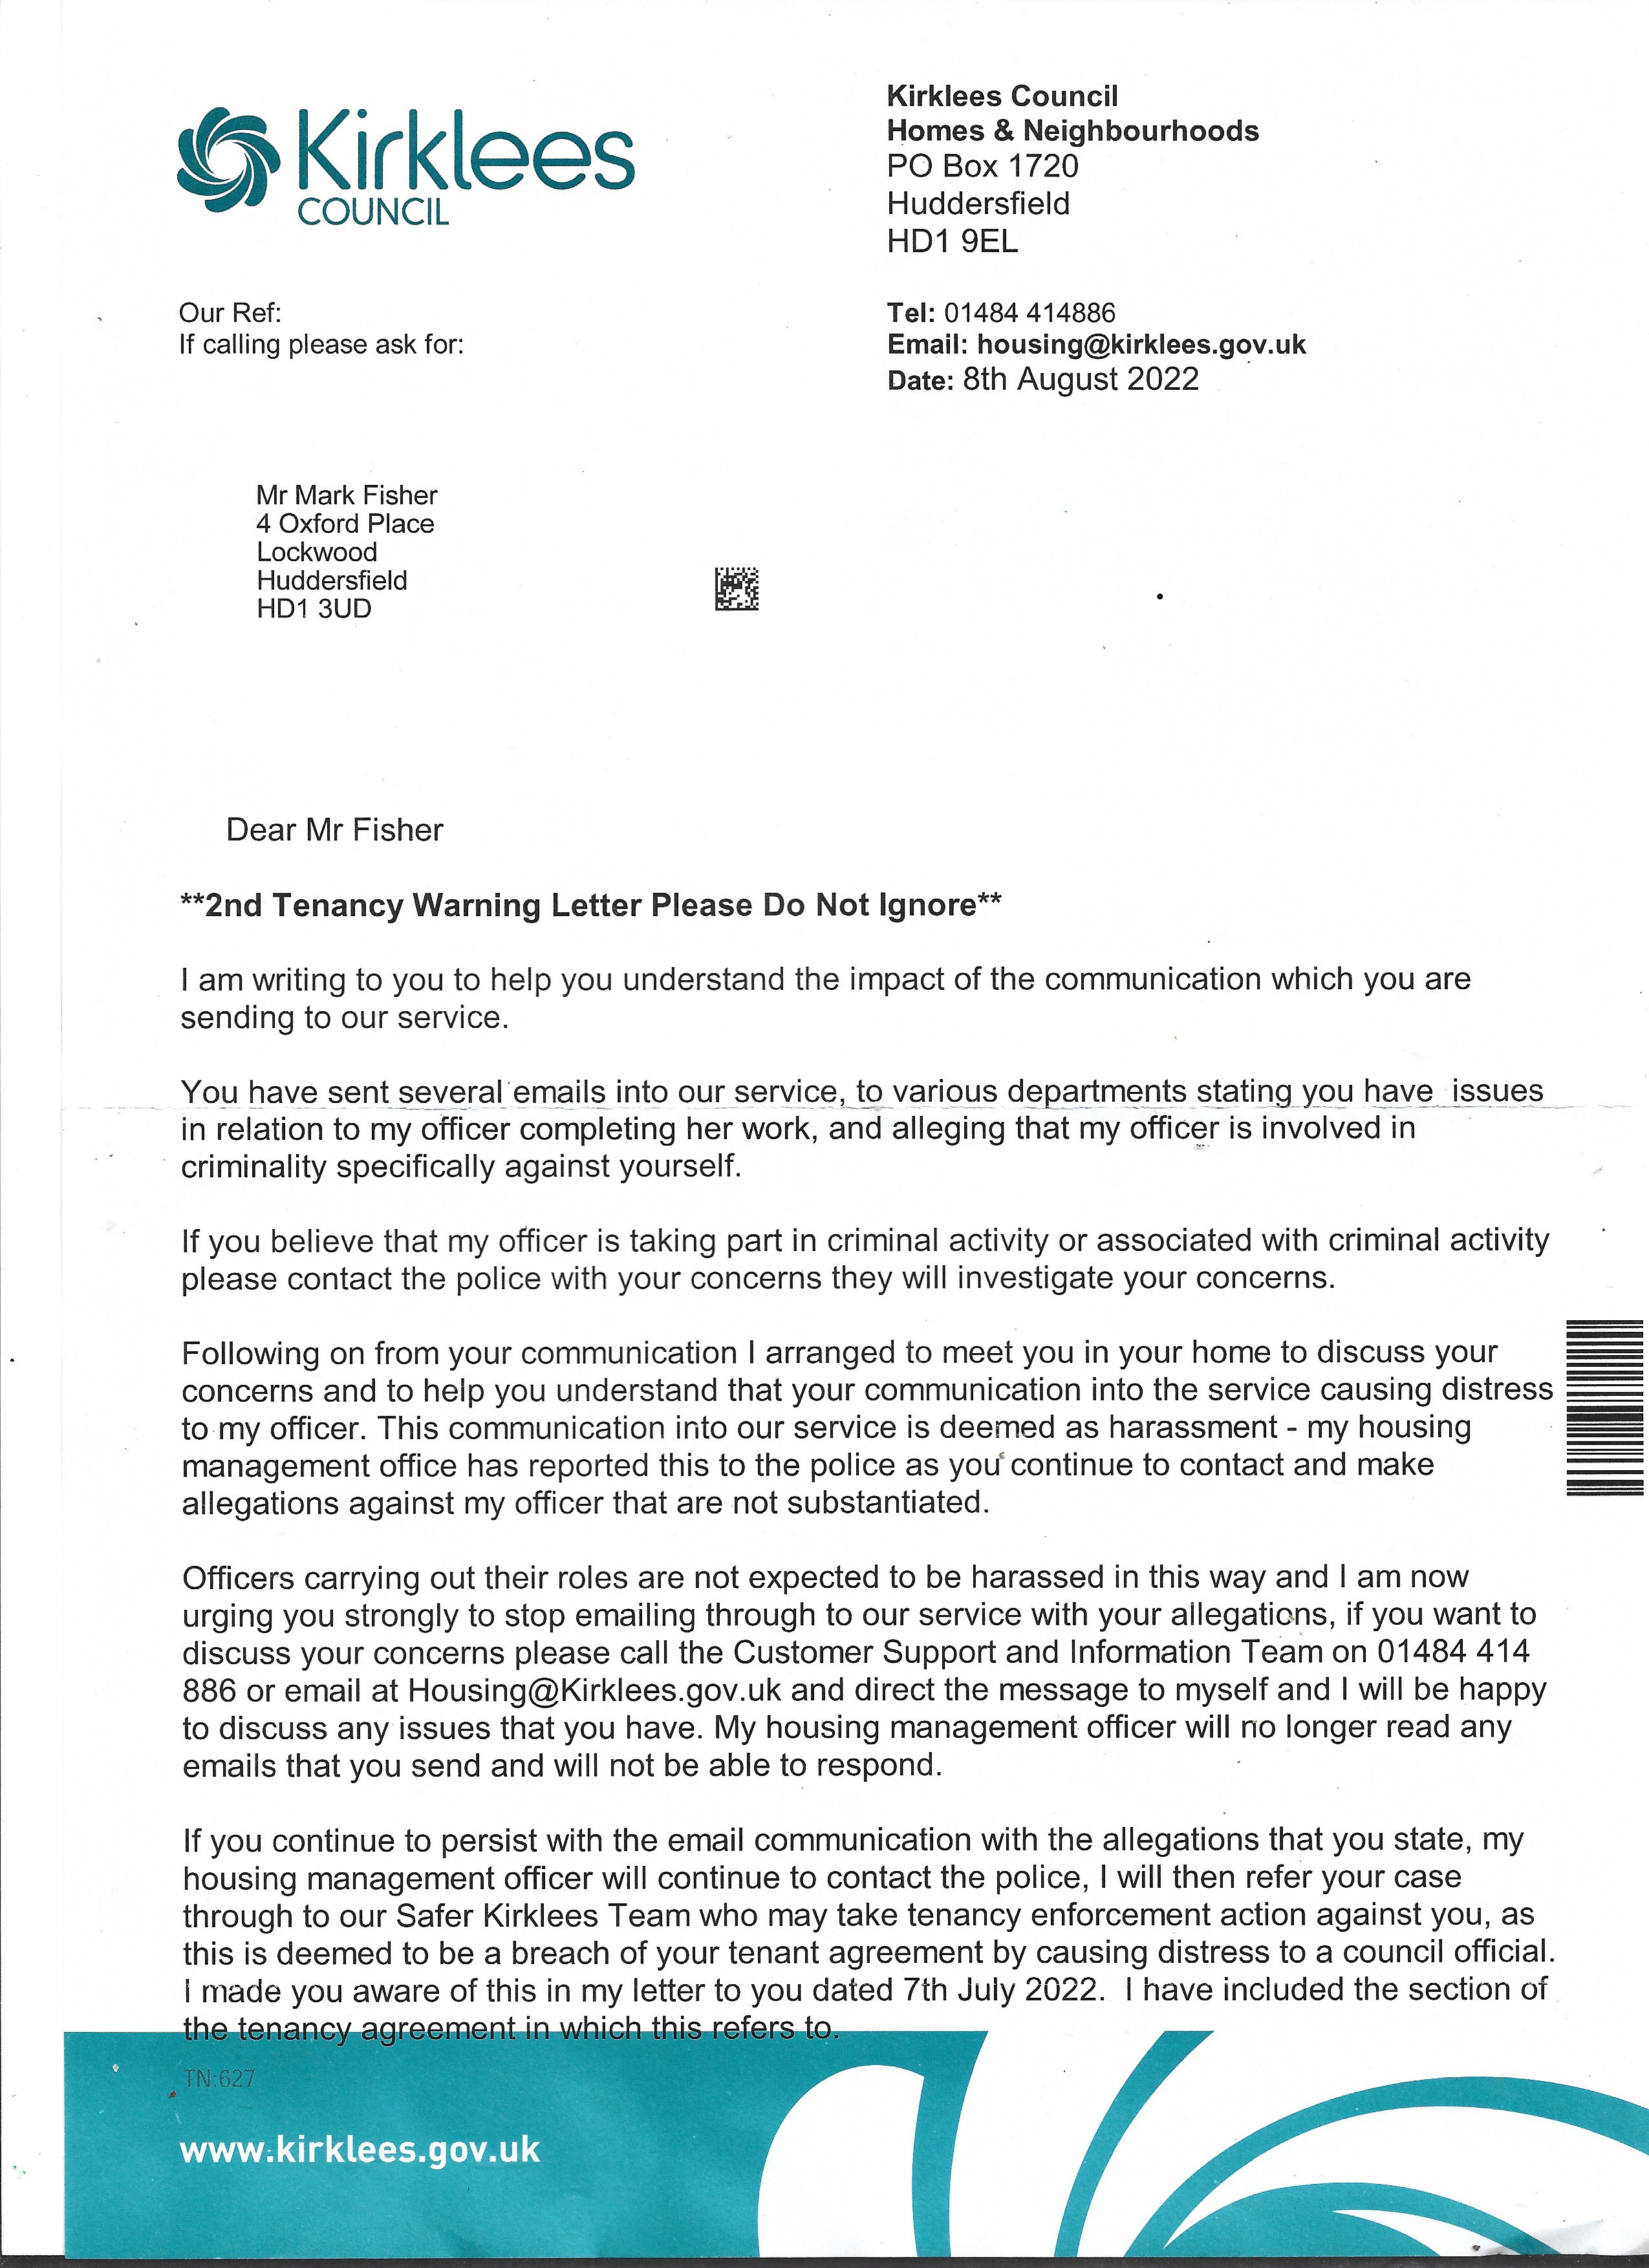 Kirklees
COUNCIL
Kirklees Council
Homes & Neighbourhoods
PO Box 1720
Huddersfield
HD1 9EL
Our Ref:
If calling please ask for:
Tel: 01484 414886
Email: housing@kirklees.gov.uk
Date: 8th August 2022
Mr Mark Fisher
4 Oxford Place
Lockwood
Huddersfield
HD1 3UD
Dear Mr Fisher
**2nd Tenancy Warning Letter Please Do Not Ignore**
I am writing to you to help you understand the impact of the communication which you are
sending to our service.
You have sent several emails into our service, to various departments stating you have issues
in relation to my officer completing her work, and alleging that my officer is involved in
criminality specifically against yourself.
If you believe that my officer is taking part in criminal activity or associated with criminal activity
please contact the police with your concerns they will investigate your concerns.
Following on from your communication I arranged to meet you in your home to discuss your
concerns and to help you understand that your communication into the service causing distress
to my officer. This communication into our service is deemed as harassment - my housing
management office has reported this to the police as you continue to contact and make
allegations against my officer that are not substantiated.
Officers carrying out their roles are not expected to be harassed in this way and I am now
urging you strongly to stop emailing through to our service with your allegations, if you want to
discuss your concerns please call the Customer Support and Information Team on 01484 414
886 or email at Housing@Kirklees.gov.uk and direct the message to myself and I will be happy
to discuss any issues that you have. My housing management officer will no longer read any
emails that you send and will not be able to respond.
If you continue to persist with the email communication with the allegations that you state, my
housing management officer will continue to contact the police, I will then refer your case
through to our Safer Kirklees Team who may take tenancy enforcement action against you, as
this is deemed to be a breach of your tenant agreement by causing distress to a council official.
I made you aware of this in my letter to you dated 7th July 2022. I have included the section of
the tenancy agreement in which this refers to.
TN:627
www.kirklees.gov.uk